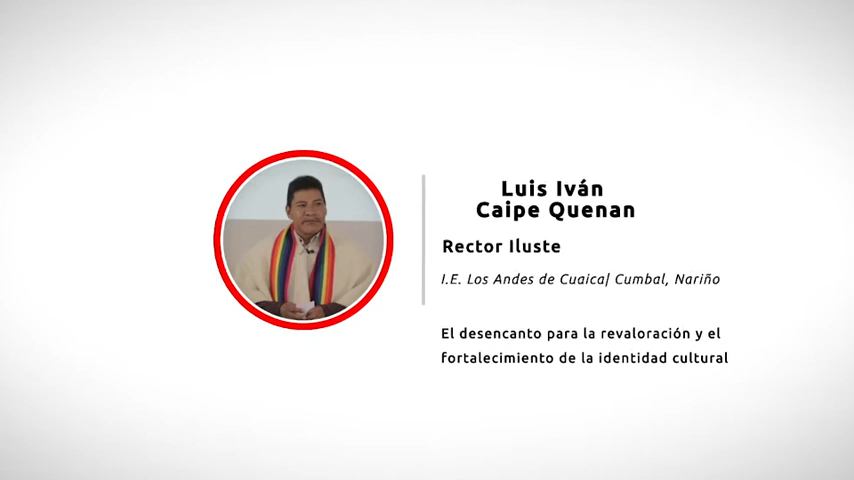 Luis Iván
Caipe Quenan
Rector Iluste
I.E. Los Andes de Cuaica| Cumbal, Nariño
El desencanto para la revaloración y el
fortalecimiento de la identidad cultural